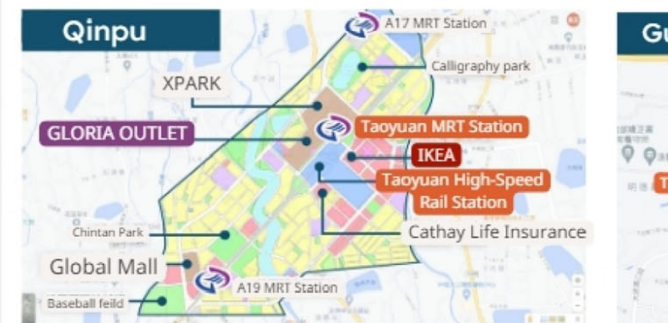 Qinpu
A17 MRT Station
Calligraphy park
XPARK
GLORIA OUTLET
Taoyuan MRT Station
IKEA
Taoyuan High-Speed
Rail Station
Cathay Life Insurance
Chintan Park
Global Mall
A19 MRT Station
Baseball feild
Gu
T